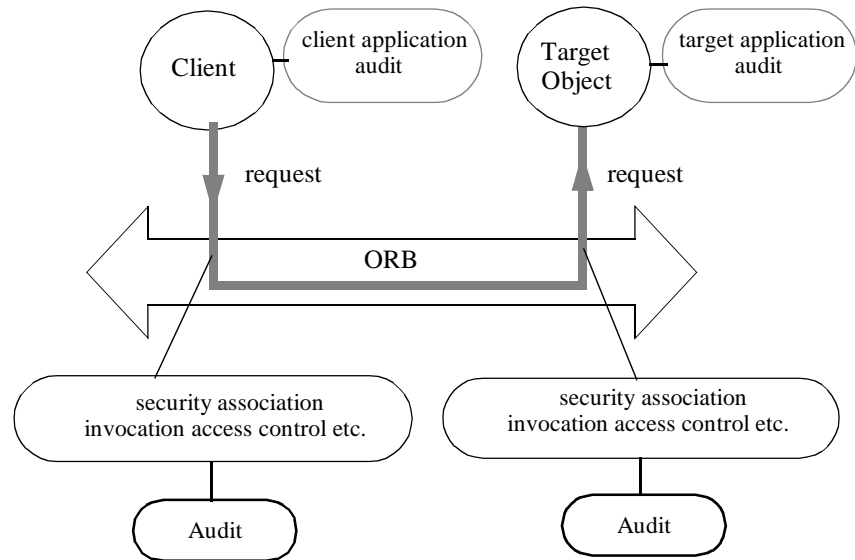 client application
audit
Client
Target
Object
target application
audit
request
request
ORB
security association
invocation access control etc.
security association
invocation access control etc.
Audit
Audit